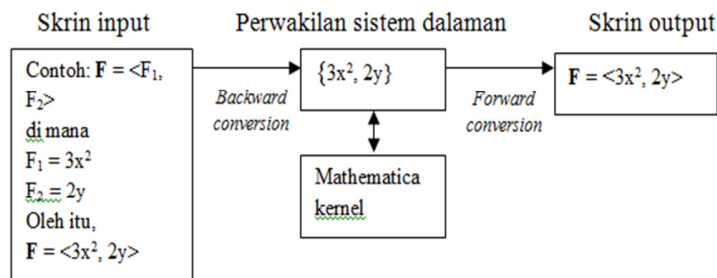 Skrin input
Perwakilan sistem dalaman
Skrin output
Contoh: F = <F₁,
F₂>
di mana
F₁ = 3x²
F₂ = 2y
Oleh itu,
F = <3x², 2y>
Backward
conversion
{3x², 2y}
Mathematica
kernel
Forward
conversion
F = <3x², 2y>